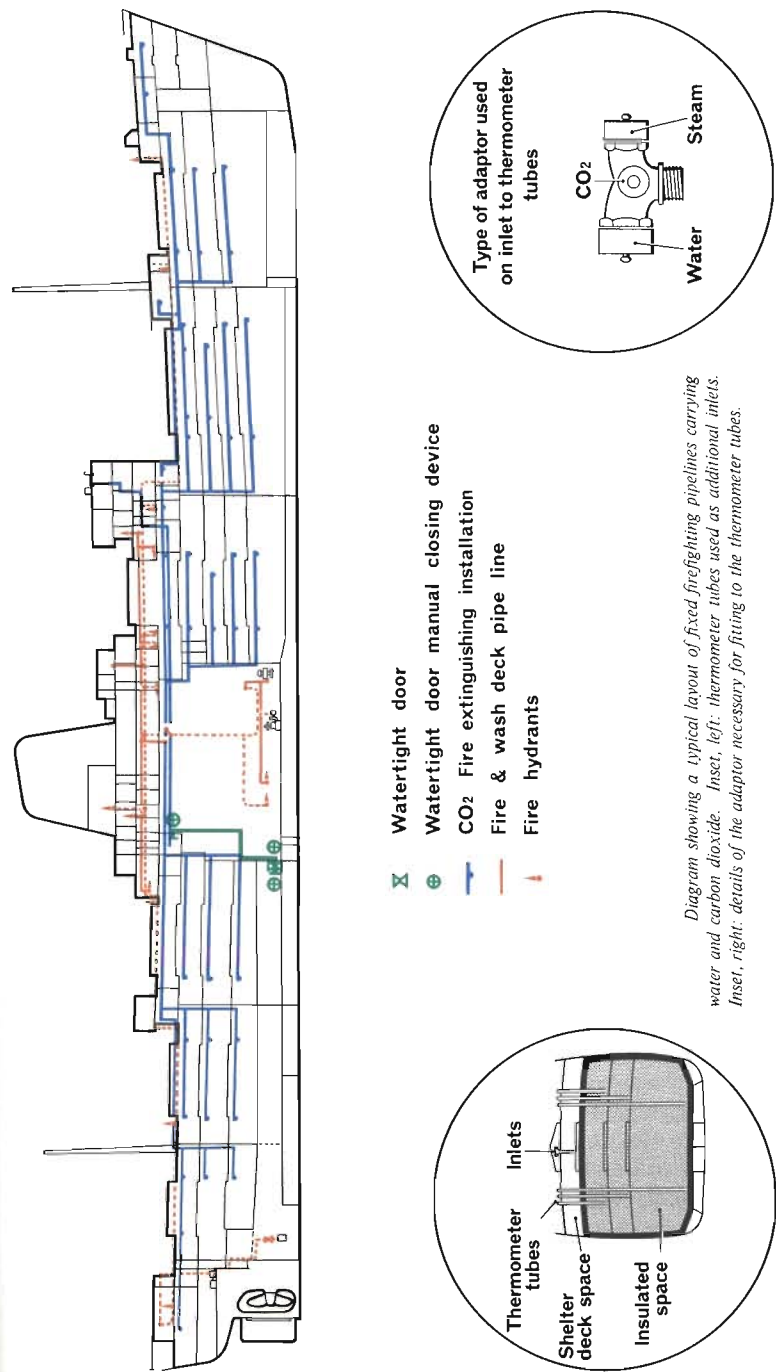 Watertight door
Watertight door manual closing device
CO2 Fire extinguishing installation
Fire & wash deck pipe line
Fire hydrants
Thermometer
tubes
Inlets
Shelter
deck space
Insulated
space
Diagram showing a typical layout of fixed firefighting pipelines carrying
water and carbon dioxide. Inset, left: thermometer tubes used as additional inlets.
Inset, right: details of the adaptor necessary for fitting to the thermometer tubes.
Type of adaptor used
on inlet to thermometer
tubes
CO2
Water
Steam